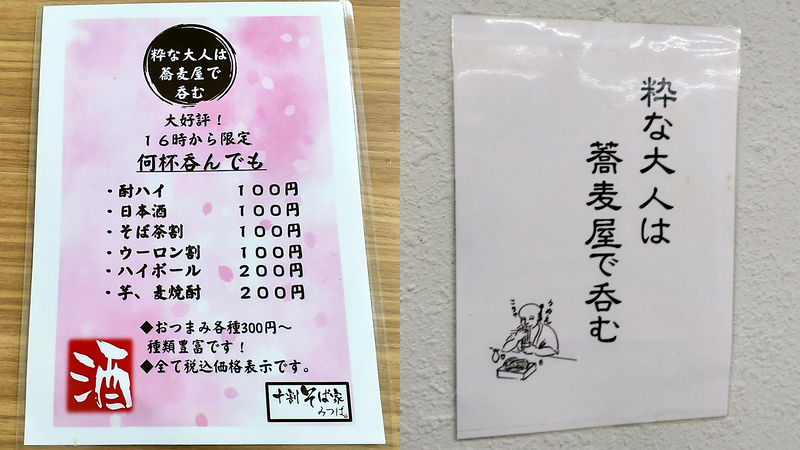 粋な大人は
蕎麦屋で
呑む
大好評！
１６時から限定
何杯呑んでも
・酎ハイ　１００円
・日本酒　１００円
・そば茶割　１００円
・ウーロン割　１００円
・ハイボール　２００円
・芋、麦焼酎　２００円
◆おつまみ各種300円～
種類豊富です！
◆全て税込価格表示です。
酒
十割そば家
みつば
粋な大人は
蕎麦屋で呑む